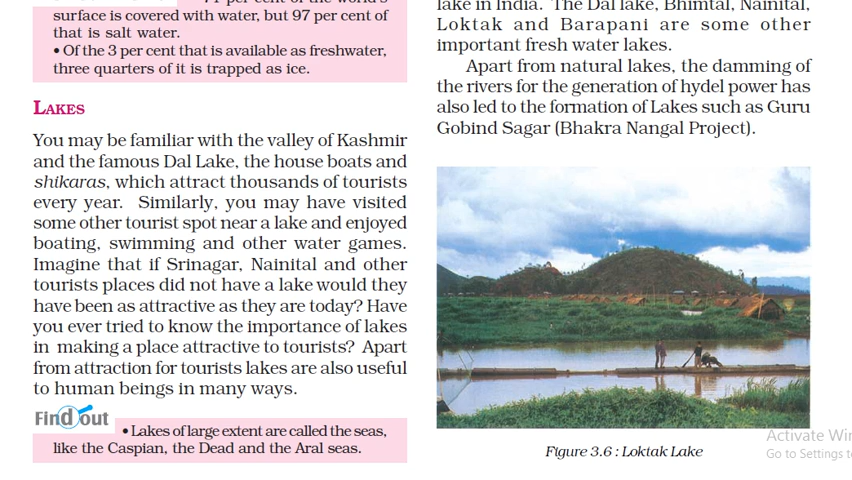 surface is covered with water, but 97 per cent of
that is salt water.
• Of the 3 per cent that is available as freshwater,
three quarters of it is trapped as ice.
LAKES
You may be familiar with the valley of Kashmir
and the famous Dal Lake, the house boats and
shikaras, which attract thousands of tourists
every year. Similarly, you may have visited
some other tourist spot near a lake and enjoyed
boating, swimming and other water games.
Imagine that if Srinagar, Nainital and other
tourists places did not have a lake would they
have been as attractive as they are today? Have
you ever tried to know the importance of lakes
in making a place attractive to tourists? Apart
from attraction for tourists lakes are also useful
to human beings in many ways.
Find out
• Lakes of large extent are called the seas,
like the Caspian, the Dead and the Aral seas.
lake in India. The Dal lake, Bhimtal, Nainital,
Loktak and Barapani are some other
important fresh water lakes.
Apart from natural lakes, the damming of
the rivers for the generation of hydel power has
also led to the formation of Lakes such as Guru
Gobind Sagar (Bhakra Nangal Project).
Figure 3.6 : Loktak Lake
Activate Wi
Go to Settings t